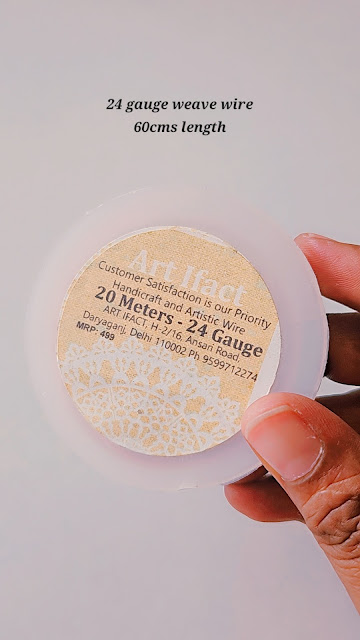 24 gauge weave wire
60cms length
Art Ifact
Customer Satisfaction is our Priority
Handicraft and Artistic Wire
20 Meters - 24 Gauge
ART IFACT, H-2/16, Ansari Road,
Daryaganj, Delhi 110002 Ph 9599712274
MRP- 499